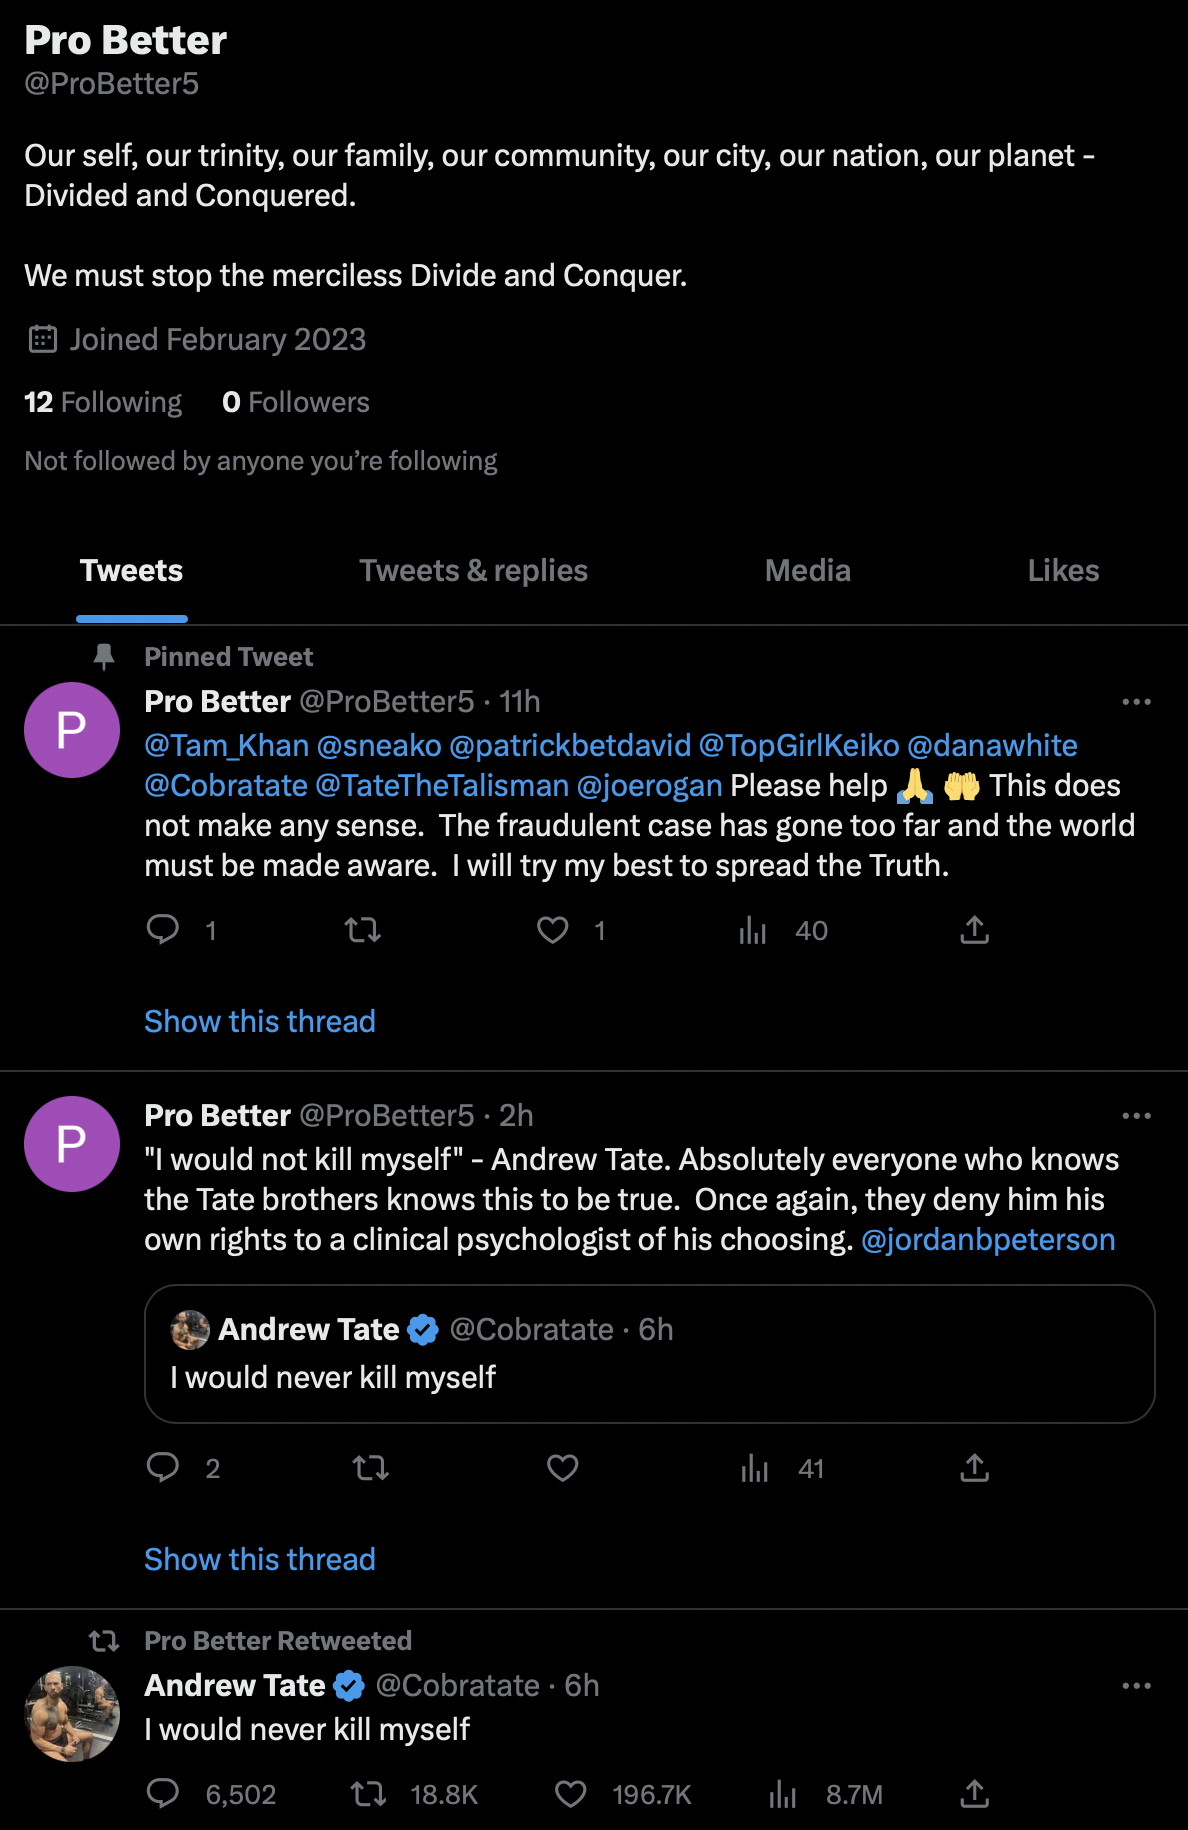 Pro Better
@ProBetter5
Our self, our trinity, our family, our community, our city, our nation, our planet -
Divided and Conquered.
We must stop the merciless Divide and Conquer.
Joined February 2023
12 Following 0 Followers
Not followed by anyone you’re following
Tweets Tweets & replies Media Likes
Pinned Tweet
P
Pro Better @ProBetter5 · 11h
@Tam_Khan @sneako @patrickbetdavid @TopGirlKeiko @danawhite
@Cobratate @TateTheTalisman @joerogan Please help 🙏 🤲 This does
not make any sense.  The fraudulent case has gone too far and the world
must be made aware.  I will try my best to spread the Truth.
1 1 40
Show this thread
P
Pro Better @ProBetter5 · 2h
"I would not kill myself" - Andrew Tate. Absolutely everyone who knows
the Tate brothers knows this to be true.  Once again, they deny him his
own rights to a clinical psychologist of his choosing. @jordanbpeterson
Andrew Tate @Cobratate · 6h
I would never kill myself
2 41
Show this thread
Pro Better Retweeted
Andrew Tate @Cobratate · 6h
I would never kill myself
6,502 18.8K 196.7K 8.7M